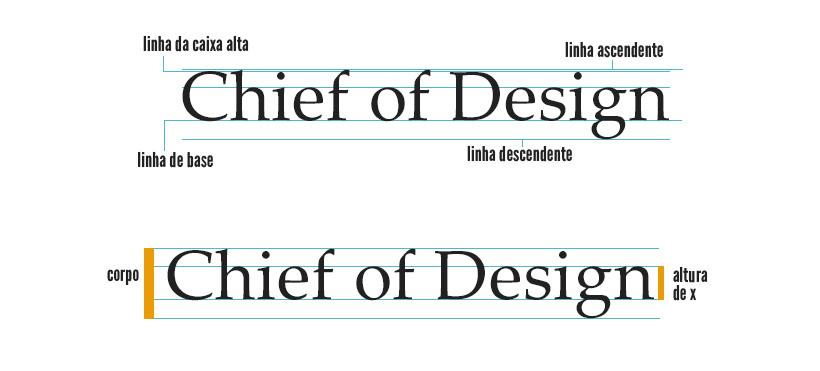 linha da caixa alta
linha ascendente
Chief of Design
linha de base
linha descendente
corpo
Chief of Design
altura
de x